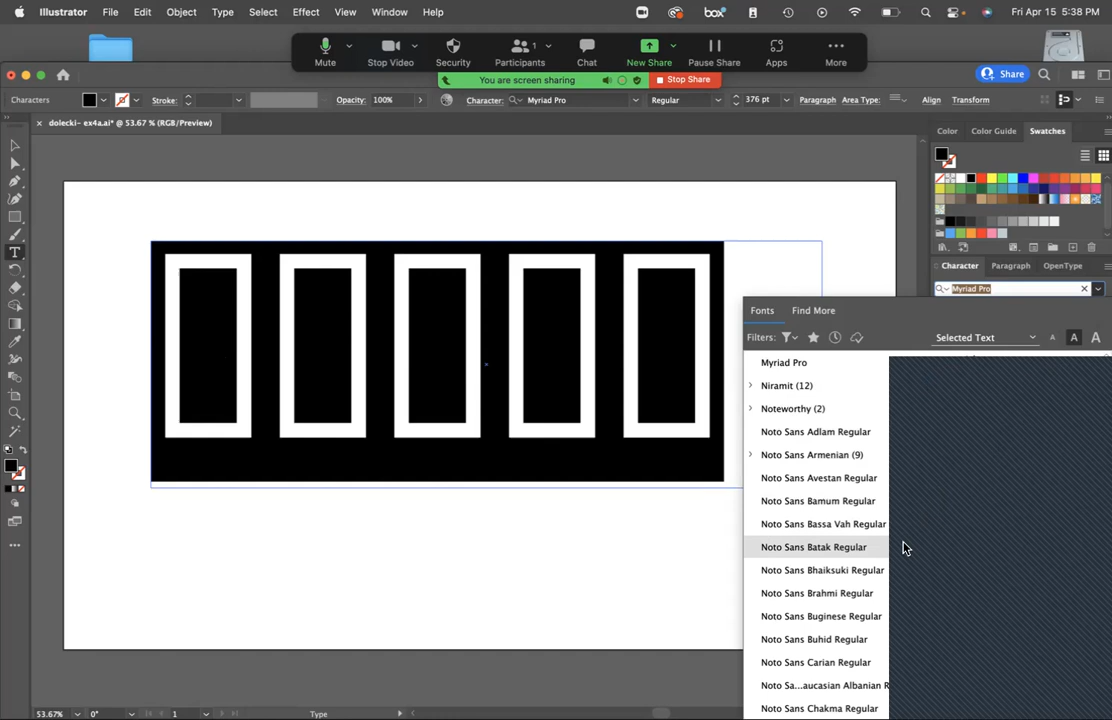 Illustrator File Edit Object Type Select Effect View Window Help
box
Fri Apr 15 5:38 PM
Mute Stop Video Security Participants 1 Chat New Share Pause Share Apps More
You are screen sharing Stop Share
Share
Characters Stroke: Opacity: 100% Character: Myriad Pro Regular 376 pt Paragraph Area Type: Align Transform
dolecki- ex4a.ai* @ 53.67 % (RGB/Preview)
Color Color Guide Swatches
Character Paragraph OpenType
Myriad Pro
Fonts Find More
Filters: Selected Text A A A
Myriad Pro
Niramit (12)
Noteworthy (2)
Noto Sans Adlam Regular
Noto Sans Armenian (9)
Noto Sans Avestan Regular
Noto Sans Bamum Regular
Noto Sans Bassa Vah Regular
Noto Sans Batak Regular
Noto Sans Bhaiksuki Regular
Noto Sans Brahmi Regular
Noto Sans Buginese Regular
Noto Sans Buhid Regular
Noto Sans Carian Regular
Noto Sa...aucasian Albanian R
Noto Sans Chakma Regular
53.67% 0° 1 Type